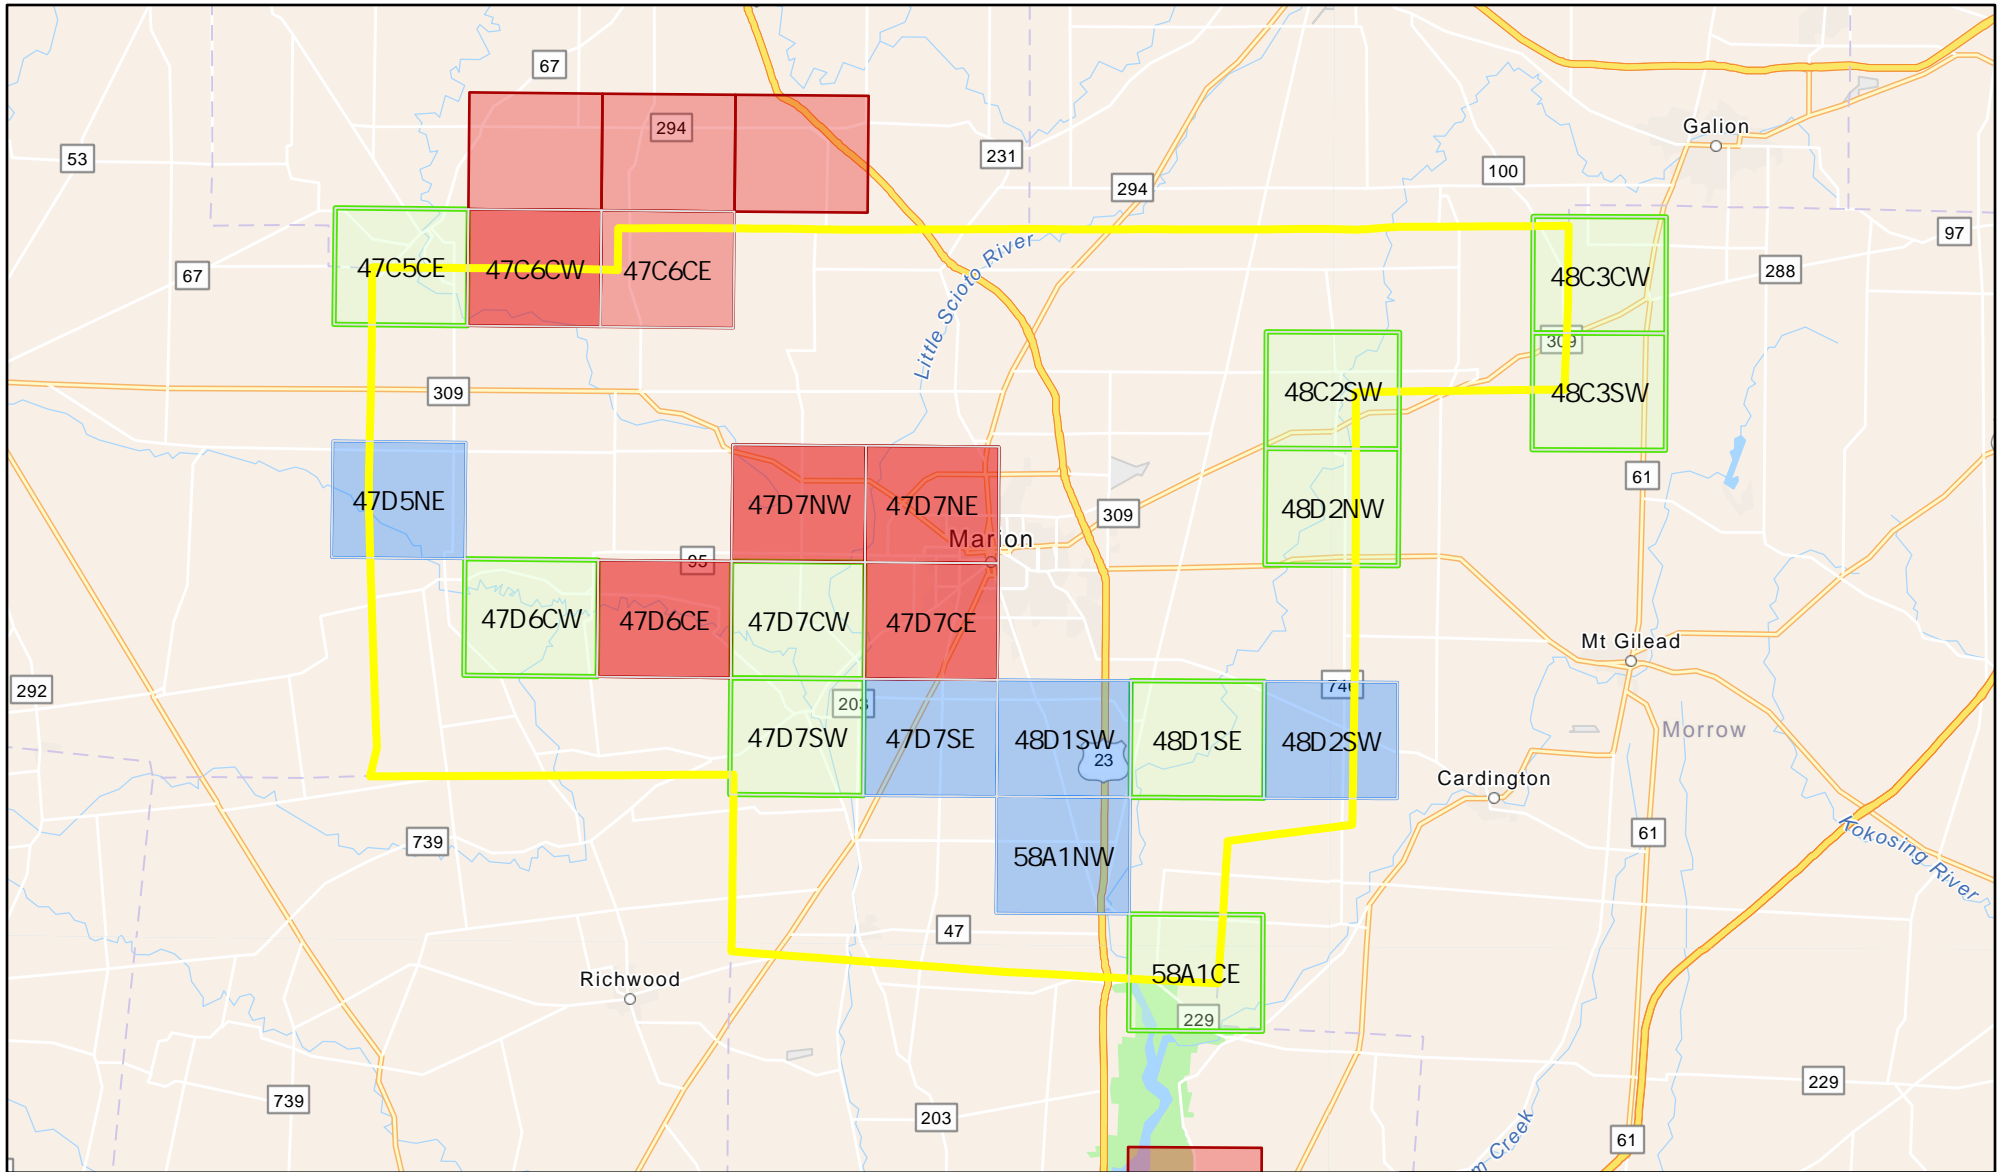 67
294
Galion
53
231
100
294
97
67
47C5CE
47C6CW
47C6CE
Little Scioto River
48C3CW
288
309
309
48C2SW
48C3SW
61
47D5NE
47D7NW
47D7NE
309
48D2NW
Marion
95
47D6CW
47D6CE
47D7CW
47D7CE
Mt Gilead
292
746
203
Morrow
47D7SW
47D7SE
48D1SW
48D1SE
48D2SW
23
Cardington
739
61
58A1NW
Kokosing River
47
Richwood
58A1CE
229
739
229
203
61
Creek